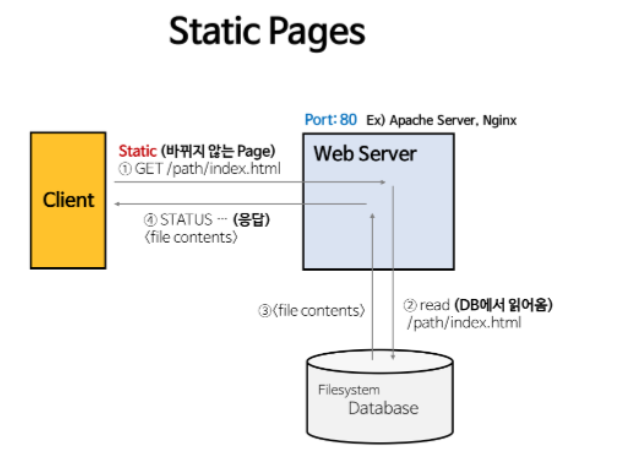 Static Pages
Port: 80 Ex) Apache Server, Nginx
Static (바뀌지 않는 Page)
① GET /path/index.html
Web Server
Client
④ STATUS … (응답)
〈file contents〉
③〈file contents〉
② read (DB에서 읽어옴)
/path/index.html
Filesystem
Database